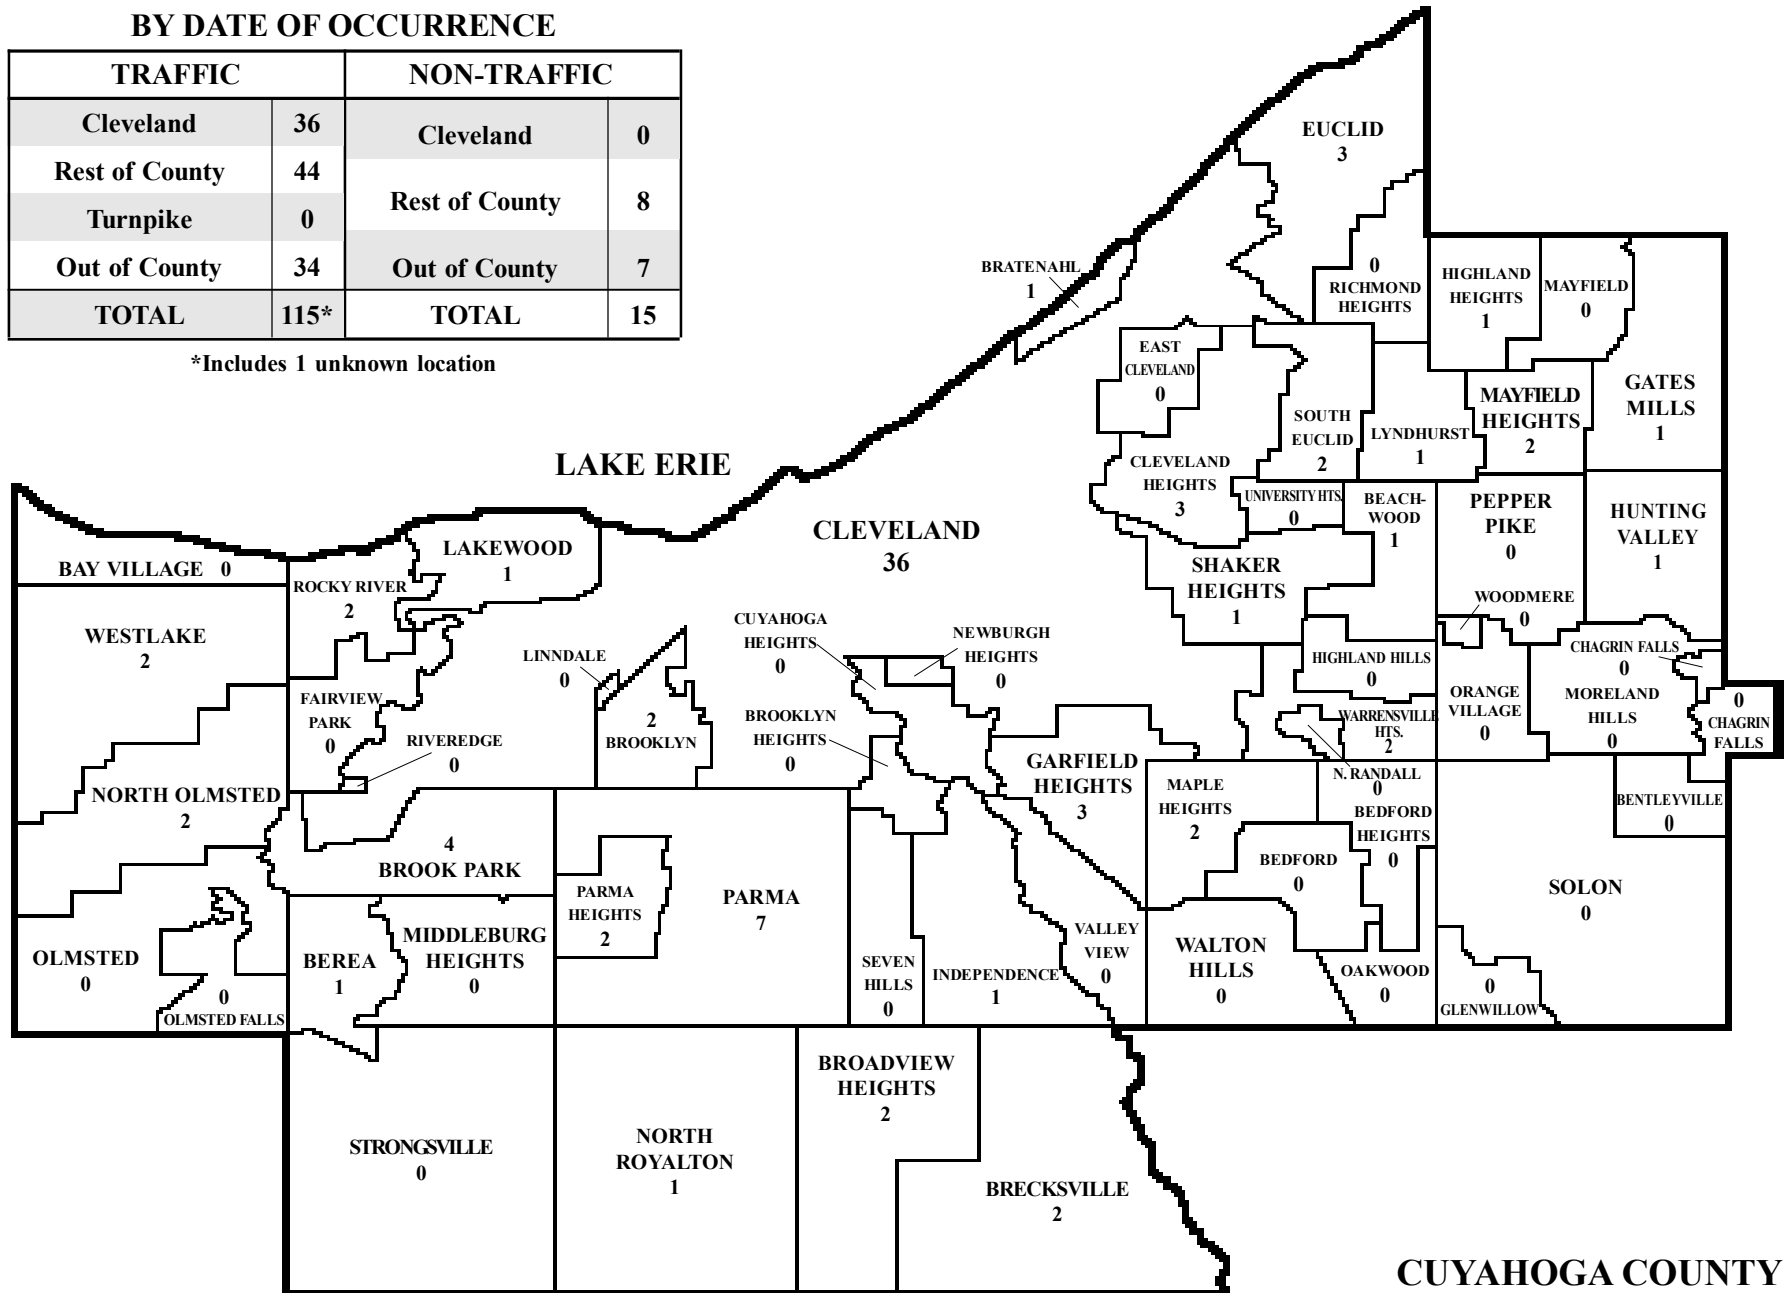 BY DATE OF OCCURRENCE
TRAFFIC NON-TRAFFIC
Cleveland 36 Cleveland 0
Rest of County 44 Rest of County 8
Turnpike 0
Out of County 34 Out of County 7
TOTAL 115* TOTAL 15
*Includes 1 unknown location
EUCLID
3
BRATENAHL
1
0
RICHMOND
HEIGHTS
HIGHLAND
HEIGHTS
1
MAYFIELD
0
EAST
CLEVELAND
0
GATES
MILLS
1
MAYFIELD
HEIGHTS
2
SOUTH
EUCLID
2
LYNDHURST
1
LAKE ERIE
CLEVELAND
HEIGHTS
3
UNIVERSITY HTS.
0
BEACH-
WOOD
1
PEPPER
PIKE
0
HUNTING
VALLEY
1
CLEVELAND
36
LAKEWOOD
1
BAY VILLAGE 0
ROCKY RIVER
2
SHAKER
HEIGHTS
1
WOODMERE
0
WESTLAKE
2
CUYAHOGA
HEIGHTS
0
NEWBURGH
HEIGHTS
0
LINNDALE
0
HIGHLAND HILLS
0
CHAGRIN FALLS
0
FAIRVIEW
PARK
0
RIVEREDGE
0
2
BROOKLYN
BROOKLYN
HEIGHTS
0
WARRENSVILLE
HTS.
2
ORANGE
VILLAGE
0
MORELAND
HILLS
0
0
CHAGRIN
FALLS
GARFIELD
HEIGHTS
3
N. RANDALL
0
MAPLE
HEIGHTS
2
BEDFORD
HEIGHTS
0
BENTLEYVILLE
0
NORTH OLMSTED
2
4
BROOK PARK
BEDFORD
0
PARMA
HEIGHTS
2
PARMA
7
SOLON
0
OLMSTED
0
0
OLMSTED FALLS
BEREA
1
MIDDLEBURG
HEIGHTS
0
SEVEN
HILLS
0
INDEPENDENCE
1
VALLEY
VIEW
0
WALTON
HILLS
0
OAKWOOD
0
0
GLENWILLOW
STRONGSVILLE
0
NORTH
ROYALTON
1
BROADVIEW
HEIGHTS
2
BRECKSVILLE
2
CUYAHOGA COUNTY